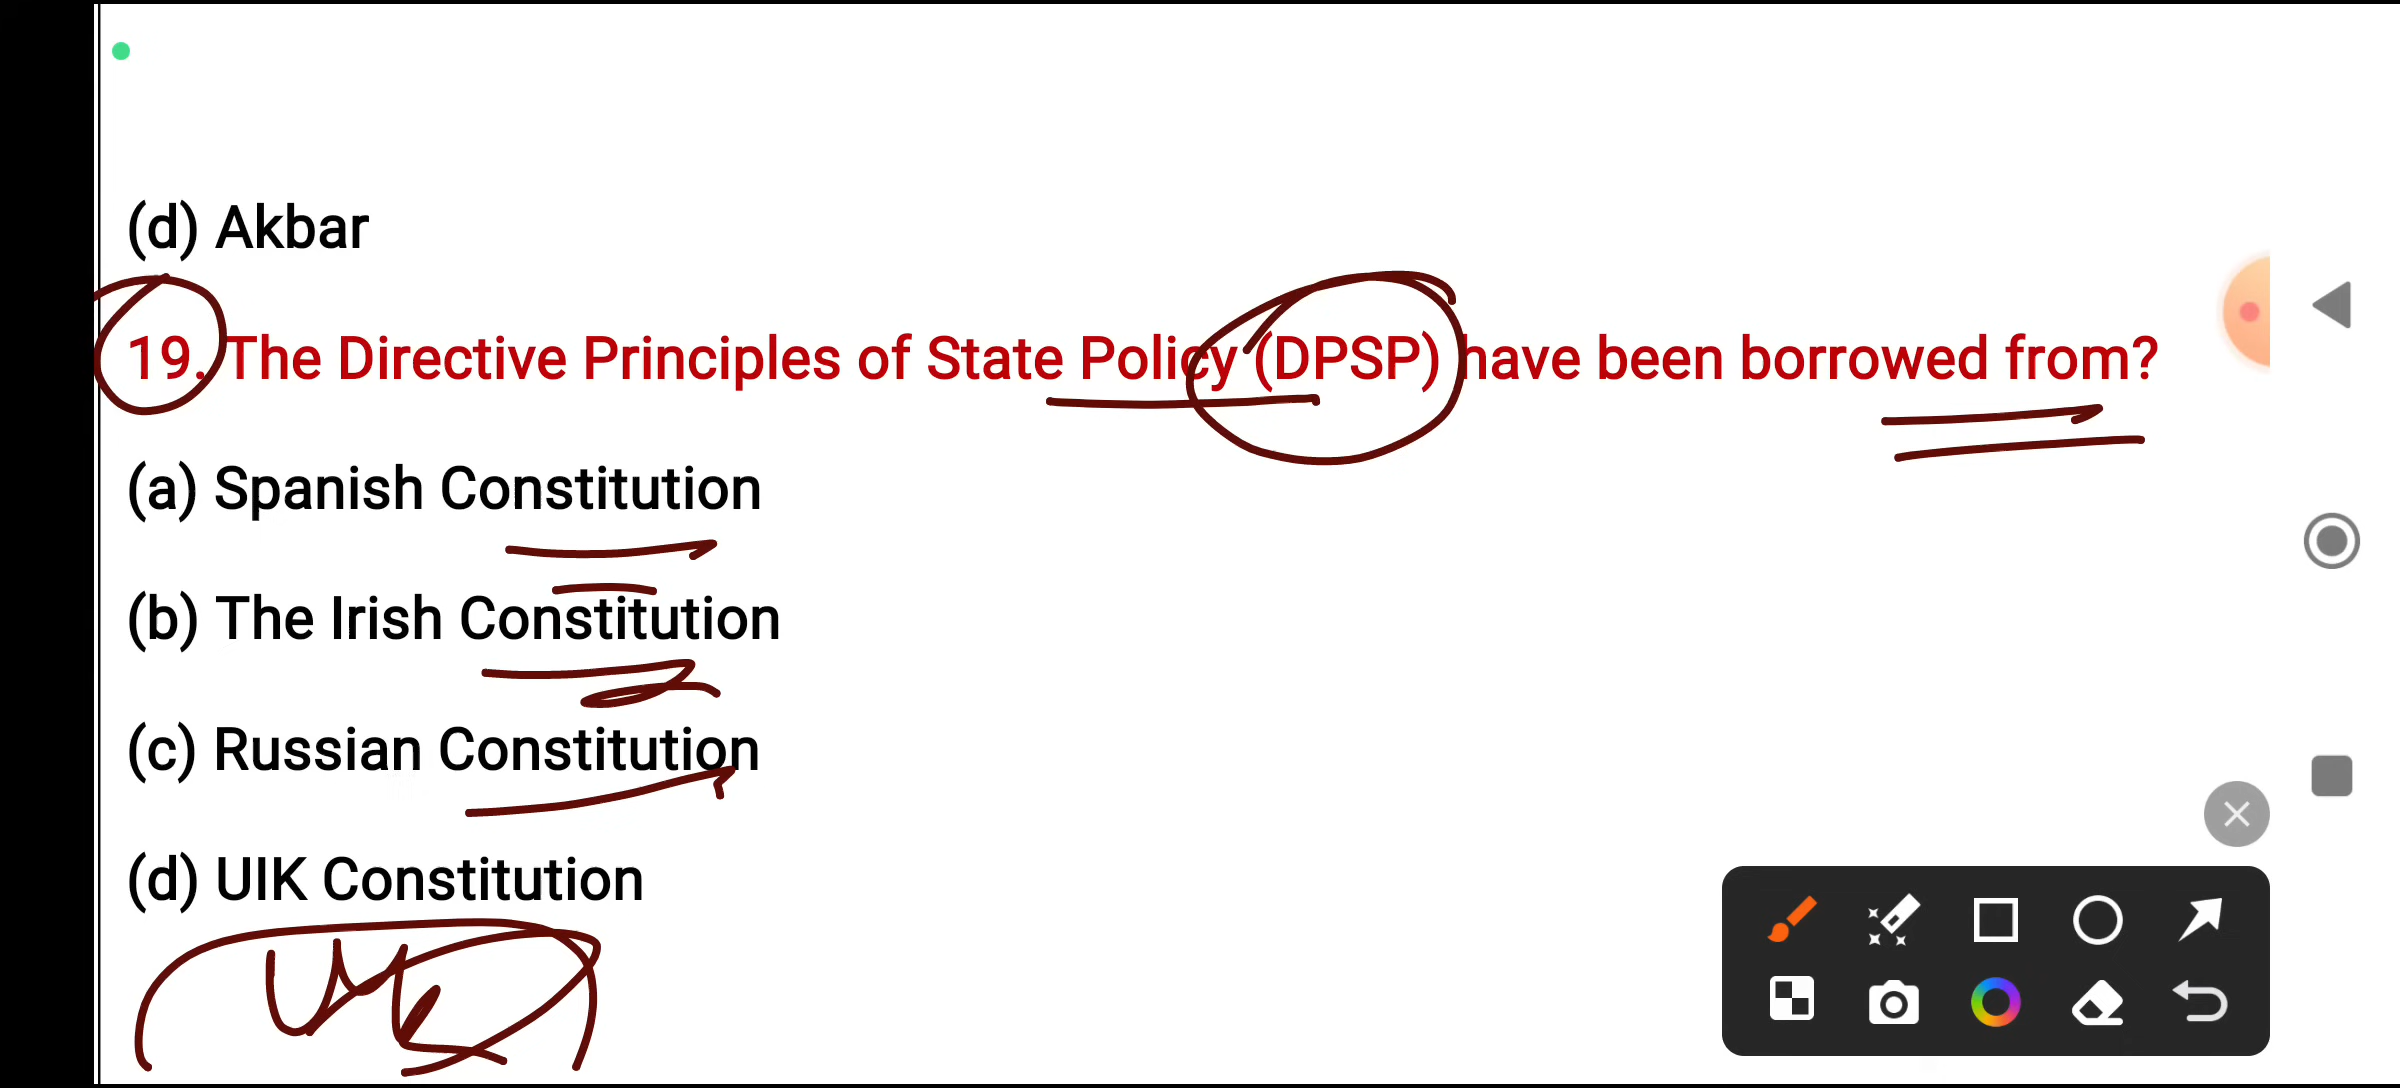 (d) Akbar
19. The Directive Principles of State Policy (DPSP) have been borrowed from?
(a) Spanish Constitution
(b) The Irish Constitution
(c) Russian Constitution
(d) UIK Constitution